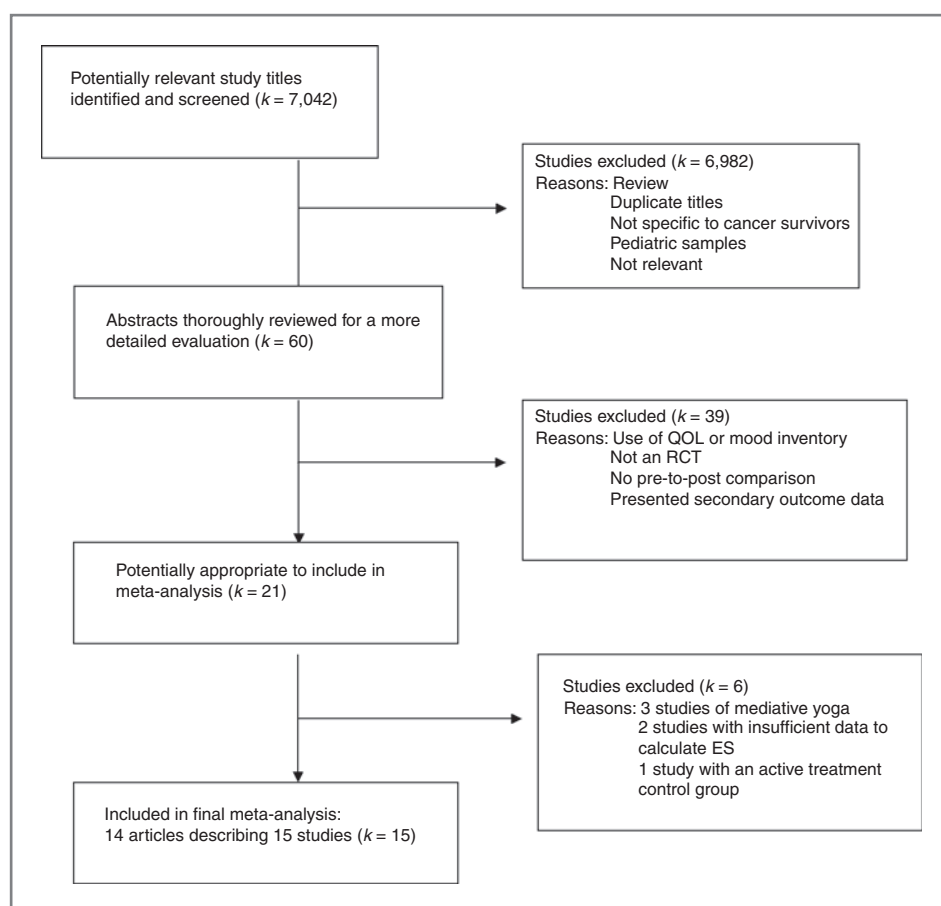 Potentially relevant study titles
identified and screened (k = 7,042)
Studies excluded (k = 6,982)
Reasons: Review
Duplicate titles
Not specific to cancer survivors
Pediatric samples
Not relevant
Abstracts thoroughly reviewed for a more
detailed evaluation (k = 60)
Studies excluded (k = 39)
Reasons: Use of QOL or mood inventory
Not an RCT
No pre-to-post comparison
Presented secondary outcome data
Potentially appropriate to include in
meta-analysis (k = 21)
Studies excluded (k = 6)
Reasons: 3 studies of mediative yoga
2 studies with insufficient data to
calculate ES
1 study with an active treatment
control group
Included in final meta-analysis:
14 articles describing 15 studies (k = 15)